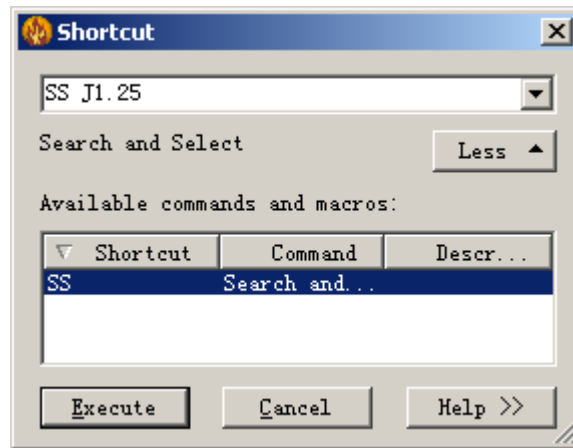 Shortcut
SS J1.25
Search and Select
Less
Available commands and macros:
Shortcut Command Descr...
SS Search and...
Execute Cancel Help >>